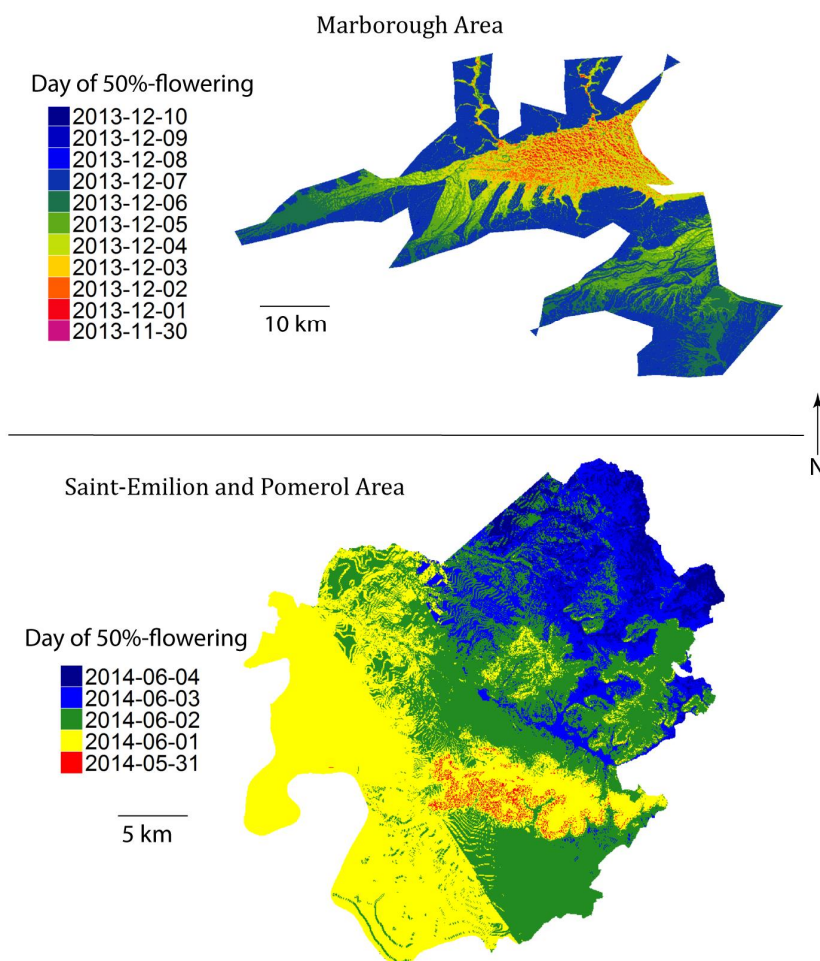 Marborough Area
Day of 50%-flowering
2013-12-10
2013-12-09
2013-12-08
2013-12-07
2013-12-06
2013-12-05
2013-12-04
2013-12-03
2013-12-02
2013-12-01
2013-11-30
10 km
N
Saint-Emilion and Pomerol Area
Day of 50%-flowering
2014-06-04
2014-06-03
2014-06-02
2014-06-01
2014-05-31
5 km